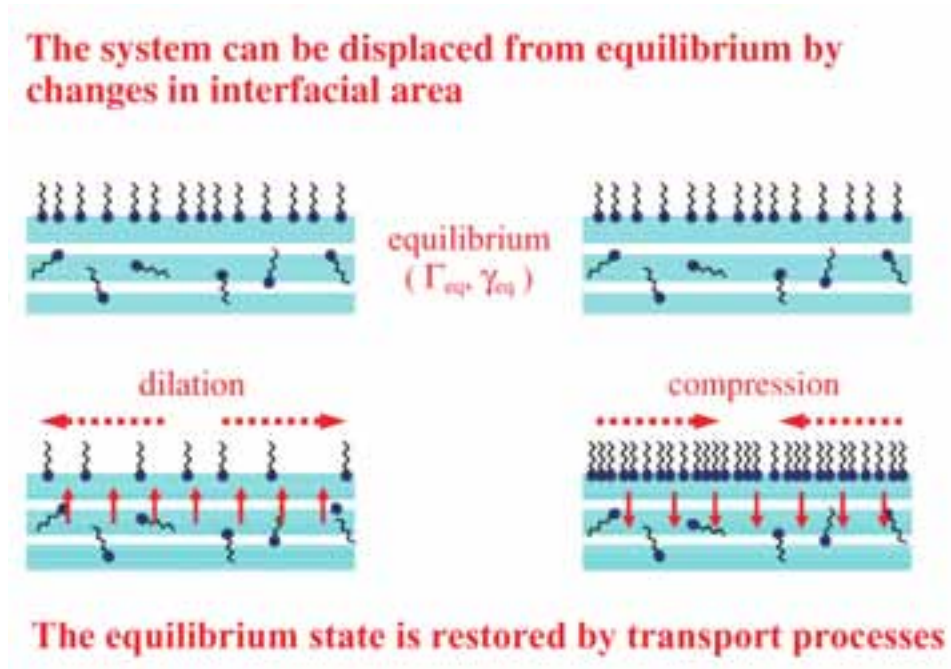 The system can be displaced from equilibrium by
changes in interfacial area
equilibrium
( Γeq, γeq )
dilation
compression
The equilibrium state is restored by transport processes